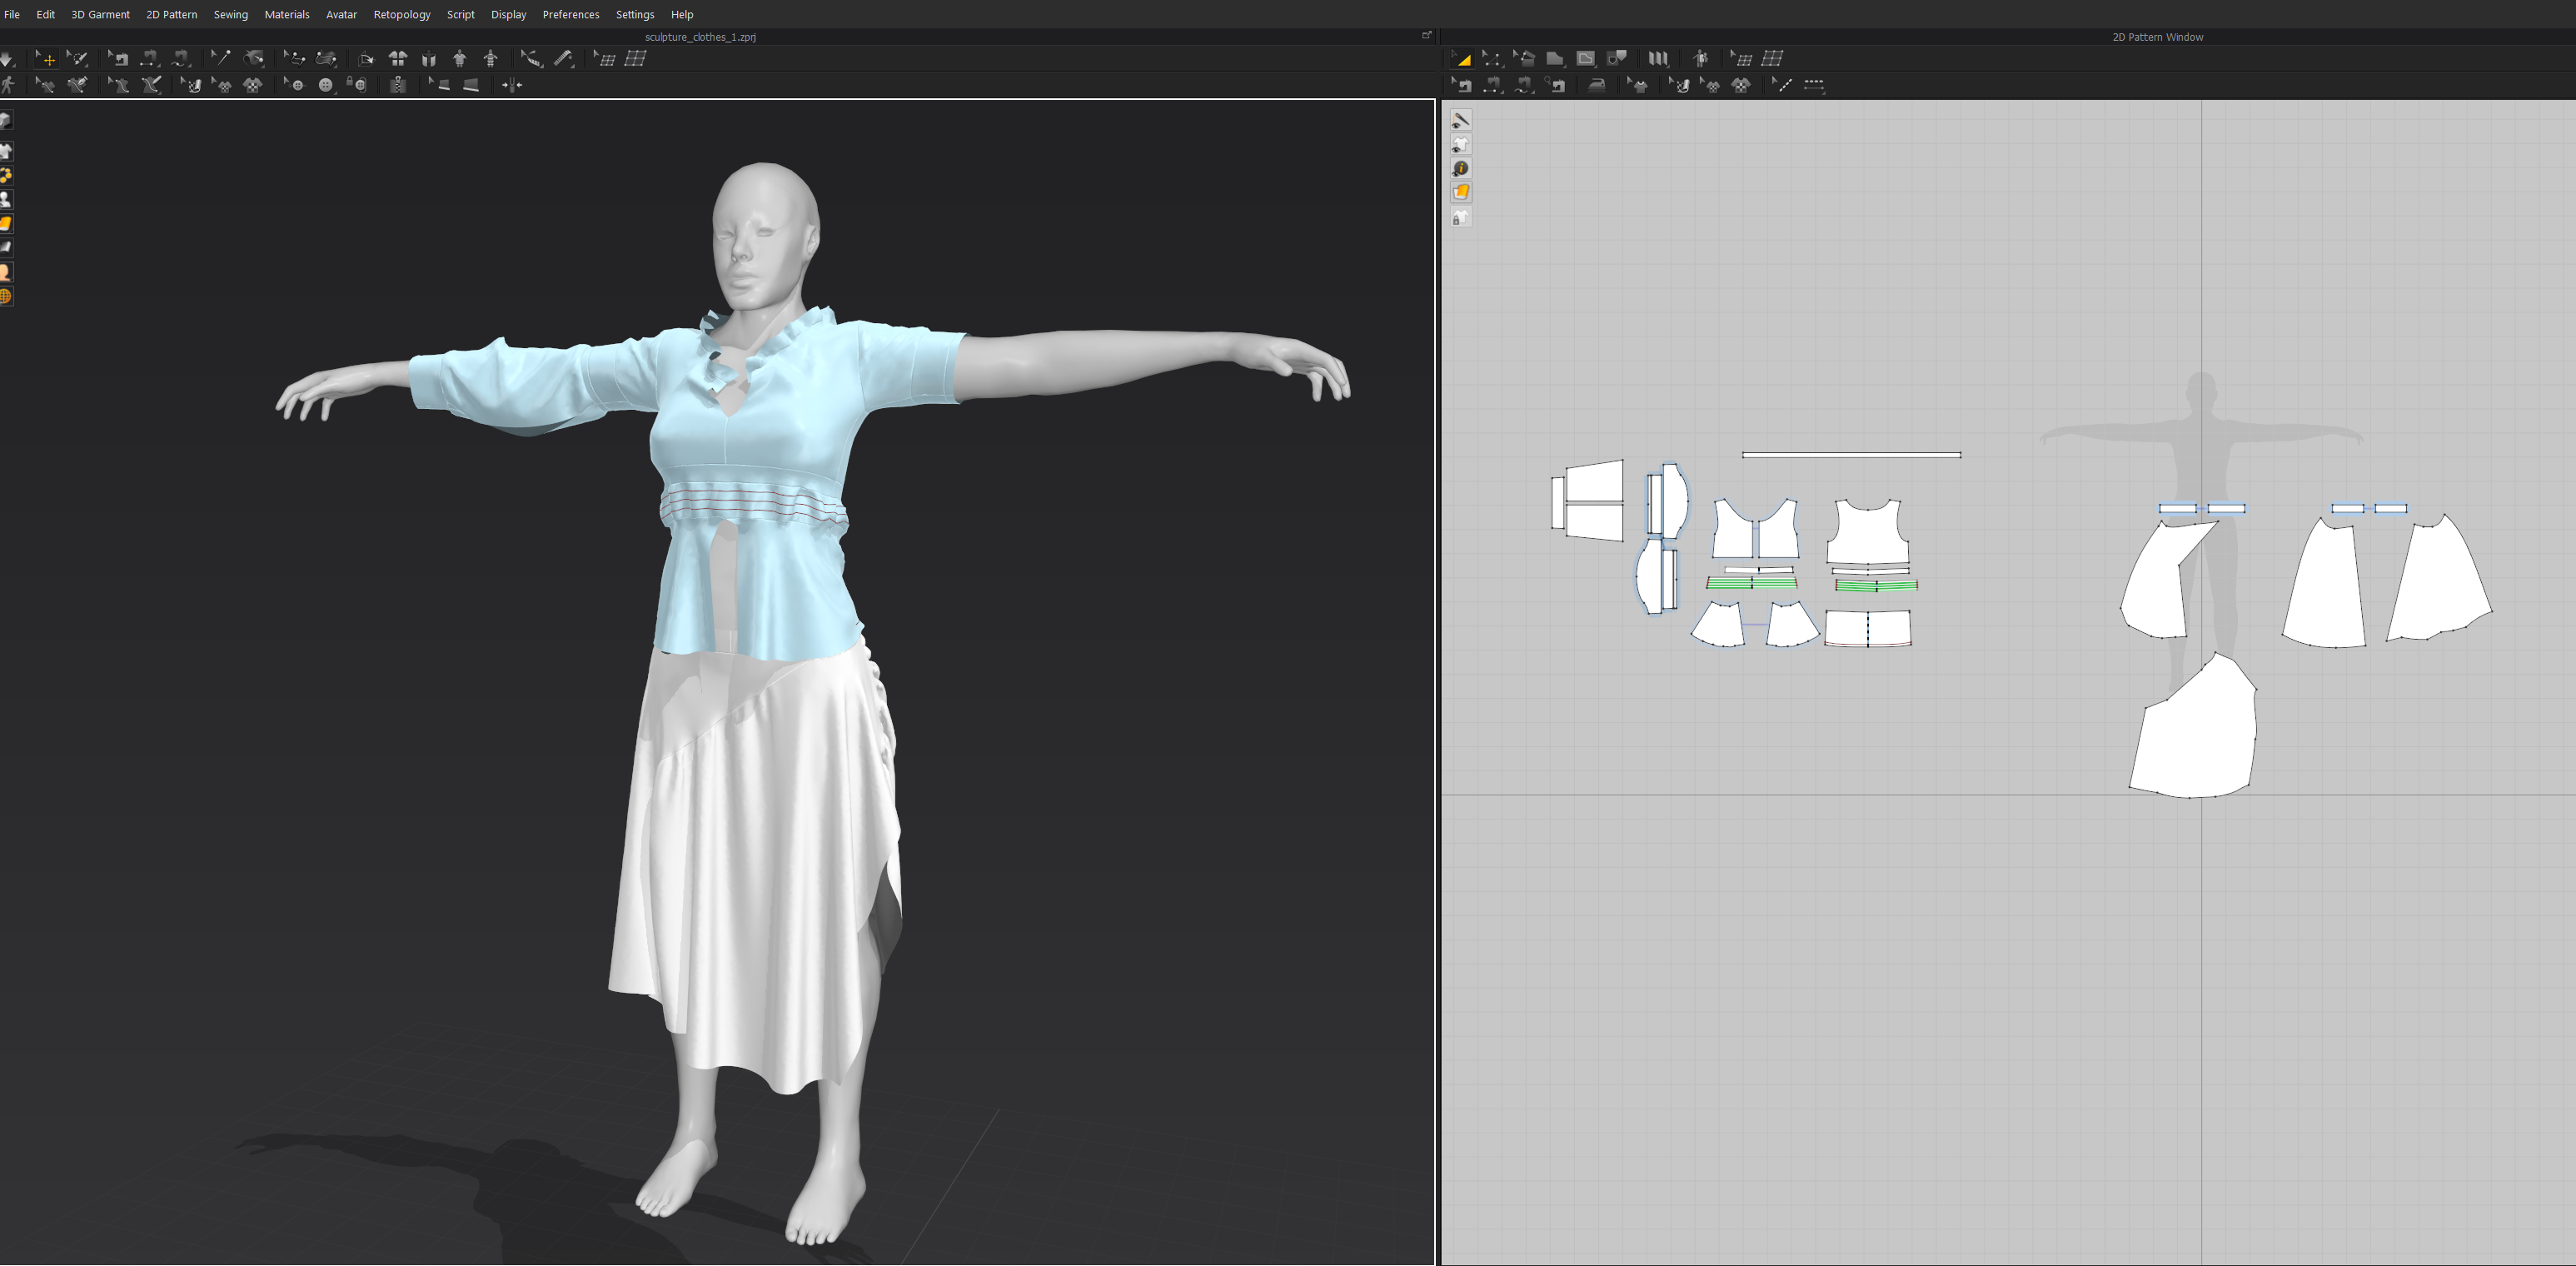 File Edit 3D Garment 2D Pattern Sewing Materials Avatar Retopology Script Display Preferences Settings Help
sculpture_clothes_1.zprj
2D Pattern Window